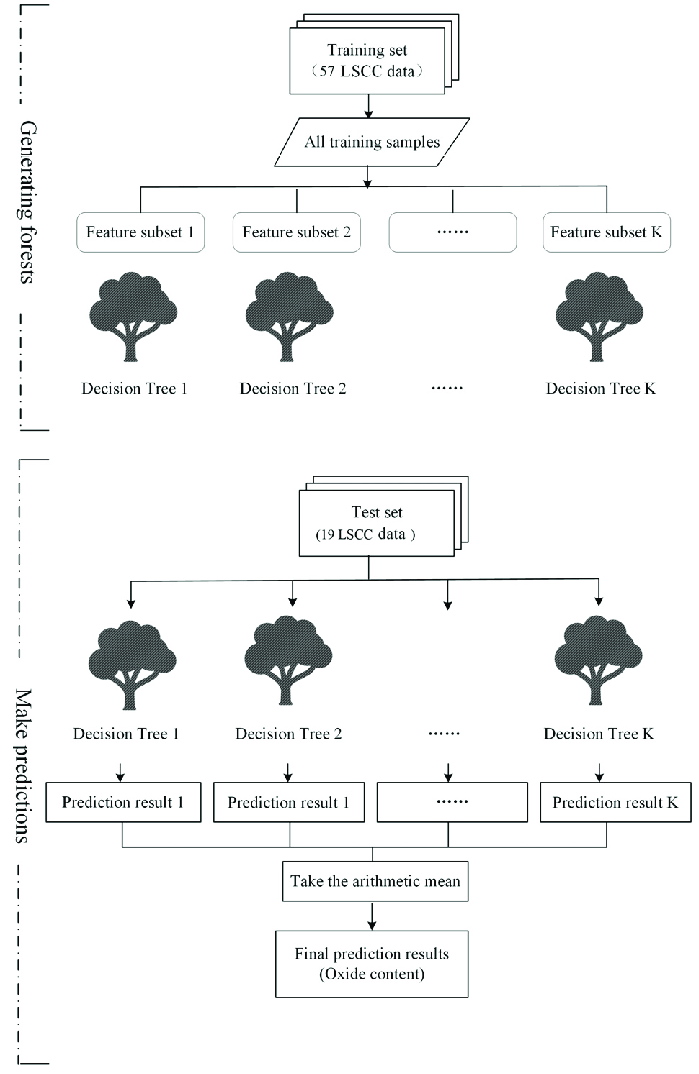 Generating forests
Training set
(57 LSCC data)
All training samples
Feature subset 1
Feature subset 2
······
Feature subset K
Decision Tree 1
Decision Tree 2
······
Decision Tree K
Make predictions
Test set
(19 LSCC data )
Decision Tree 1
Decision Tree 2
······
Decision Tree K
Prediction result 1
Prediction result 1
······
Prediction result K
Take the arithmetic mean
Final prediction results
(Oxide content)